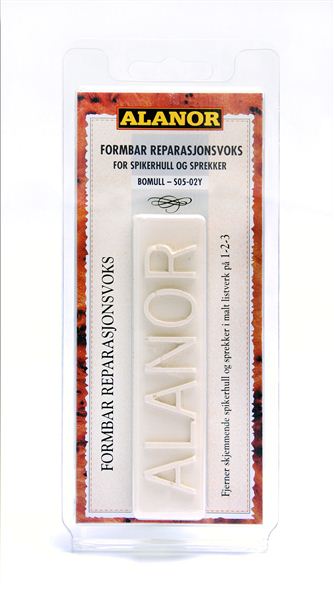 ALANOR
FORMBAR REPARASJONSVOKS
FOR SPIKERHULL OG SPREKKER
BOMULL – S05-02Y
FORMBAR REPARASJONSVOKS
ALANOR
Fjerner skjemmende spikerhull og sprekker i malt listverk på 1-2-3